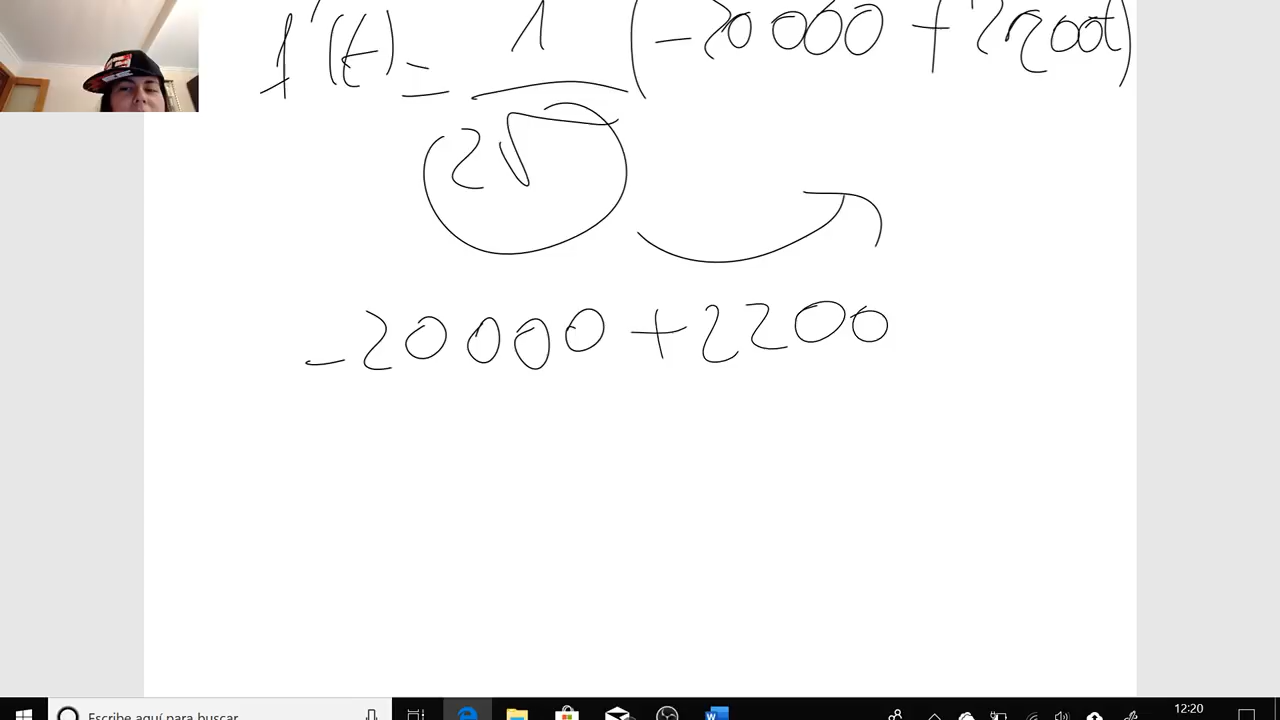 f'(t) = 1 (-20000 + 2200t)
2√
-20000 + 2200
Escribe aquí para buscar
12:20